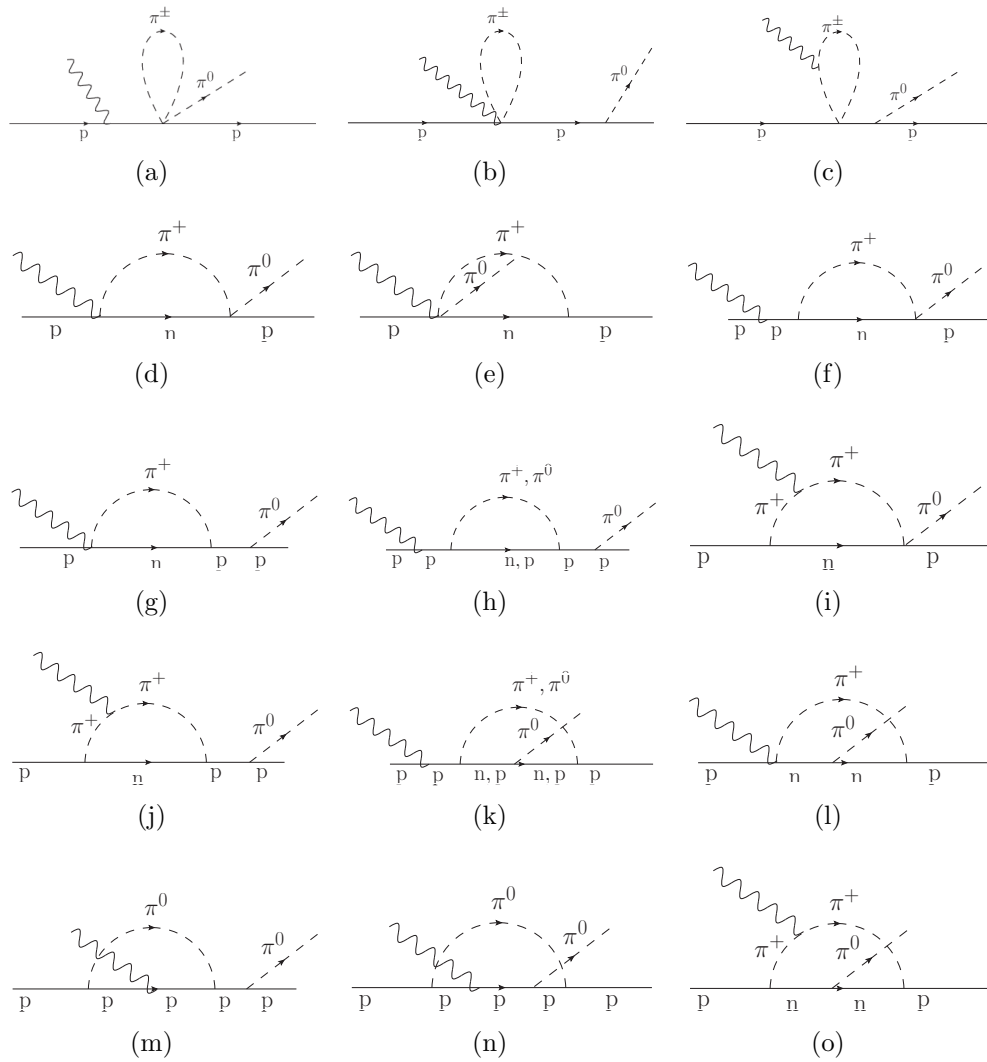 π± π± π±
π⁰ π⁰ π⁰
p p p p p p
(a) (b) (c)
π⁺ π⁺ π⁺
π⁰ π⁰ π⁰
p n p p n p p p n p
(d) (e) (f)
π⁺ π⁺, π⁰ π⁺
π⁰ π⁰ π⁺ π⁰
p n p p p p n, p p p p n p
(g) (h) (i)
π⁺ π⁺, π⁰ π⁺
π⁺ π⁰ π⁰ π⁰
p n p p p p n, p n, p p p n n p
(j) (k) (l)
π⁰ π⁰ π⁺
π⁰ π⁰ π⁺ π⁰
p p p p p p p p p p p n n p
(m) (n) (o)